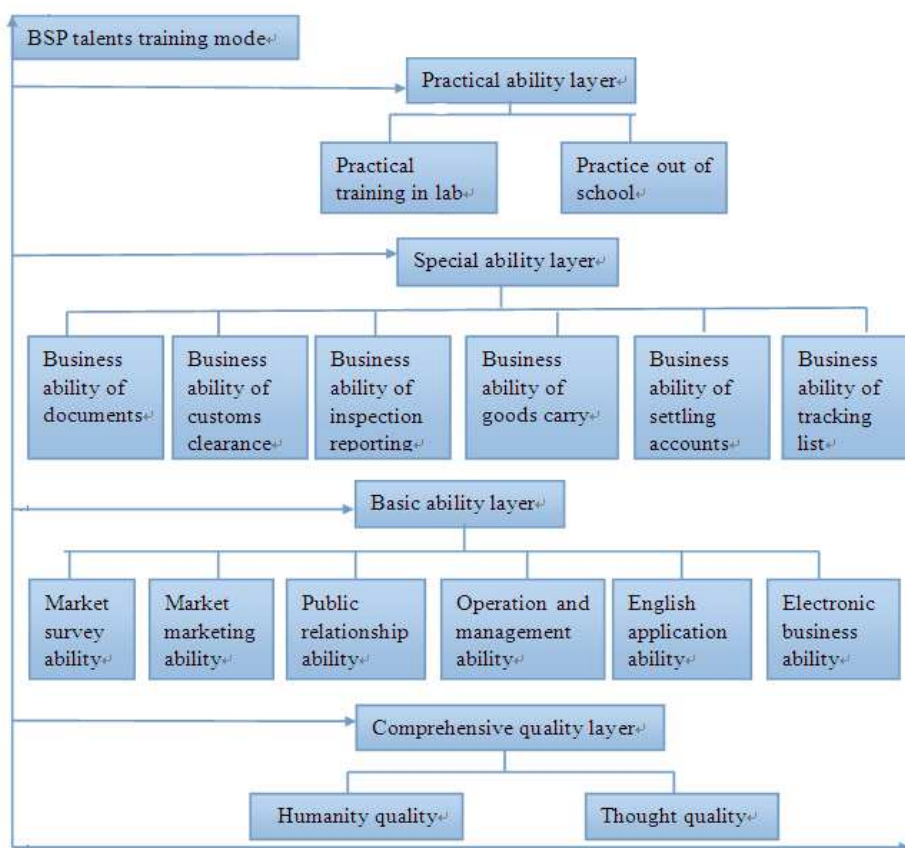 BSP talents training mode
Practical ability layer
Practical
training in lab
Practice out of
school
Special ability layer
Business
ability of
documents
Business
ability of
customs
clearance
Business
ability of
inspection
reporting
Business
ability of
goods carry
Business
ability of
settling
accounts
Business
ability of
tracking
list
Basic ability layer
Market
survey
ability
Market
marketing
ability
Public
relationship
ability
Operation and
management
ability
English
application
ability
Electronic
business
ability
Comprehensive quality layer
Humanity quality
Thought quality